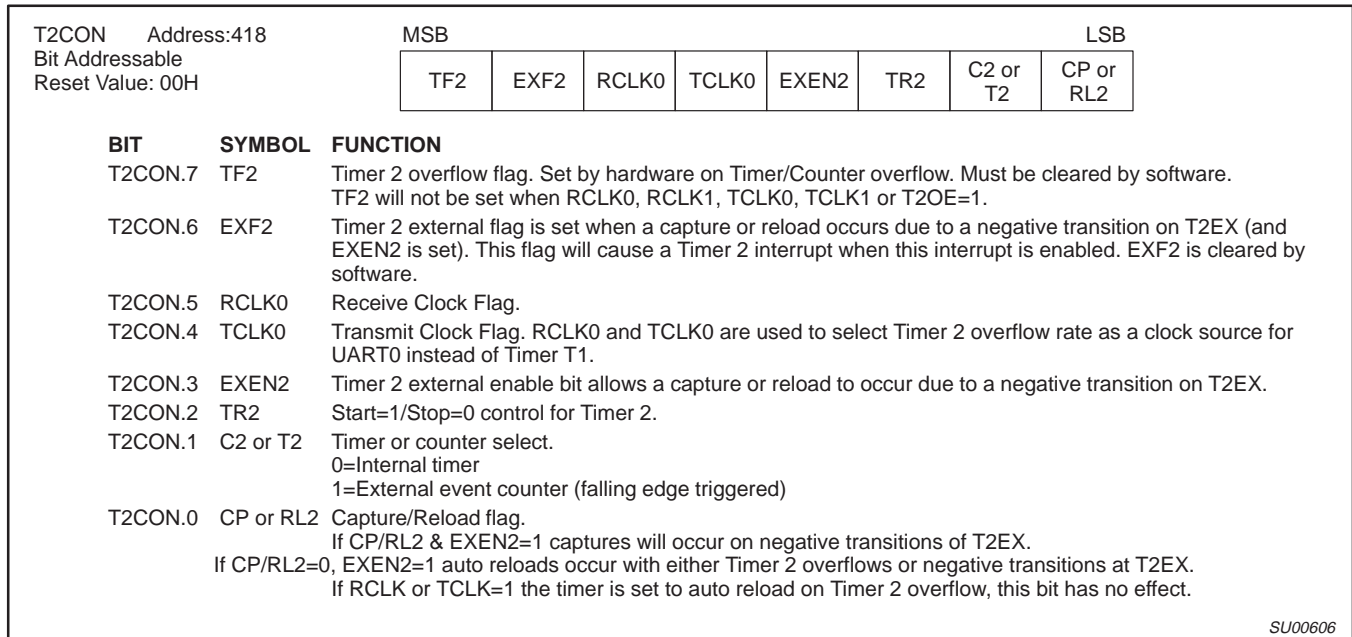 T2CON Address:418 MSB LSB
Bit Addressable
Reset Value: 00H
TF2 EXF2 RCLK0 TCLK0 EXEN2 TR2 C2 or T2 CP or RL2
BIT SYMBOL FUNCTION
T2CON.7 TF2 Timer 2 overflow flag. Set by hardware on Timer/Counter overflow. Must be cleared by software.
TF2 will not be set when RCLK0, RCLK1, TCLK0, TCLK1 or T2OE=1.
T2CON.6 EXF2 Timer 2 external flag is set when a capture or reload occurs due to a negative transition on T2EX (and
EXEN2 is set). This flag will cause a Timer 2 interrupt when this interrupt is enabled. EXF2 is cleared by
software.
T2CON.5 RCLK0 Receive Clock Flag.
T2CON.4 TCLK0 Transmit Clock Flag. RCLK0 and TCLK0 are used to select Timer 2 overflow rate as a clock source for
UART0 instead of Timer T1.
T2CON.3 EXEN2 Timer 2 external enable bit allows a capture or reload to occur due to a negative transition on T2EX.
T2CON.2 TR2 Start=1/Stop=0 control for Timer 2.
T2CON.1 C2 or T2 Timer or counter select.
0=Internal timer
1=External event counter (falling edge triggered)
T2CON.0 CP or RL2 Capture/Reload flag.
If CP/RL2 & EXEN2=1 captures will occur on negative transitions of T2EX.
If CP/RL2=0, EXEN2=1 auto reloads occur with either Timer 2 overflows or negative transitions at T2EX.
If RCLK or TCLK=1 the timer is set to auto reload on Timer 2 overflow, this bit has no effect.
SU00606